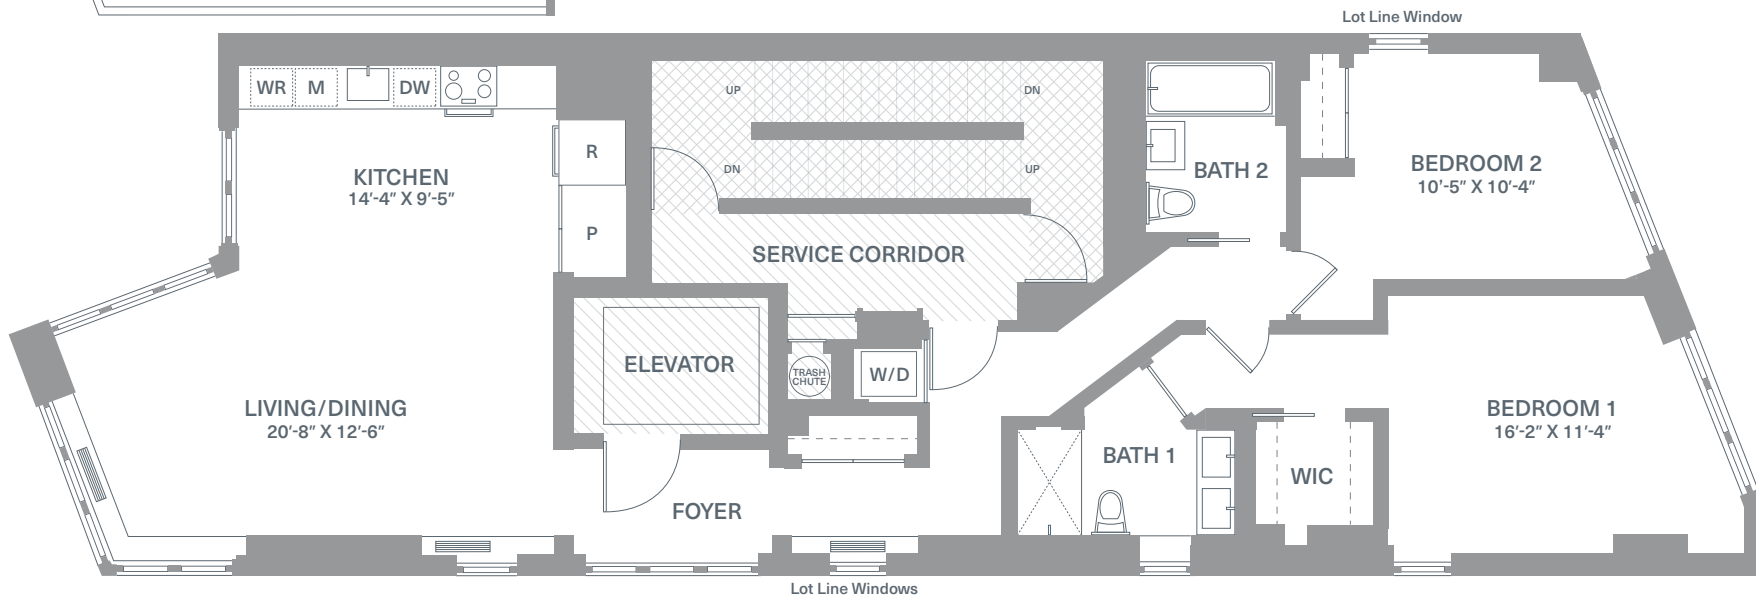 Lot Line Window
WR
M
DW
UP
DN
R
KITCHEN
14'-4" X 9'-5"
DN
UP
BATH 2
BEDROOM 2
10'-5" X 10'-4"
P
SERVICE CORRIDOR
ELEVATOR
TRASH
CHUTE
W/D
LIVING/DINING
20'-8" X 12'-6"
BEDROOM 1
16'-2" X 11'-4"
BATH 1
WIC
FOYER
Lot Line Windows